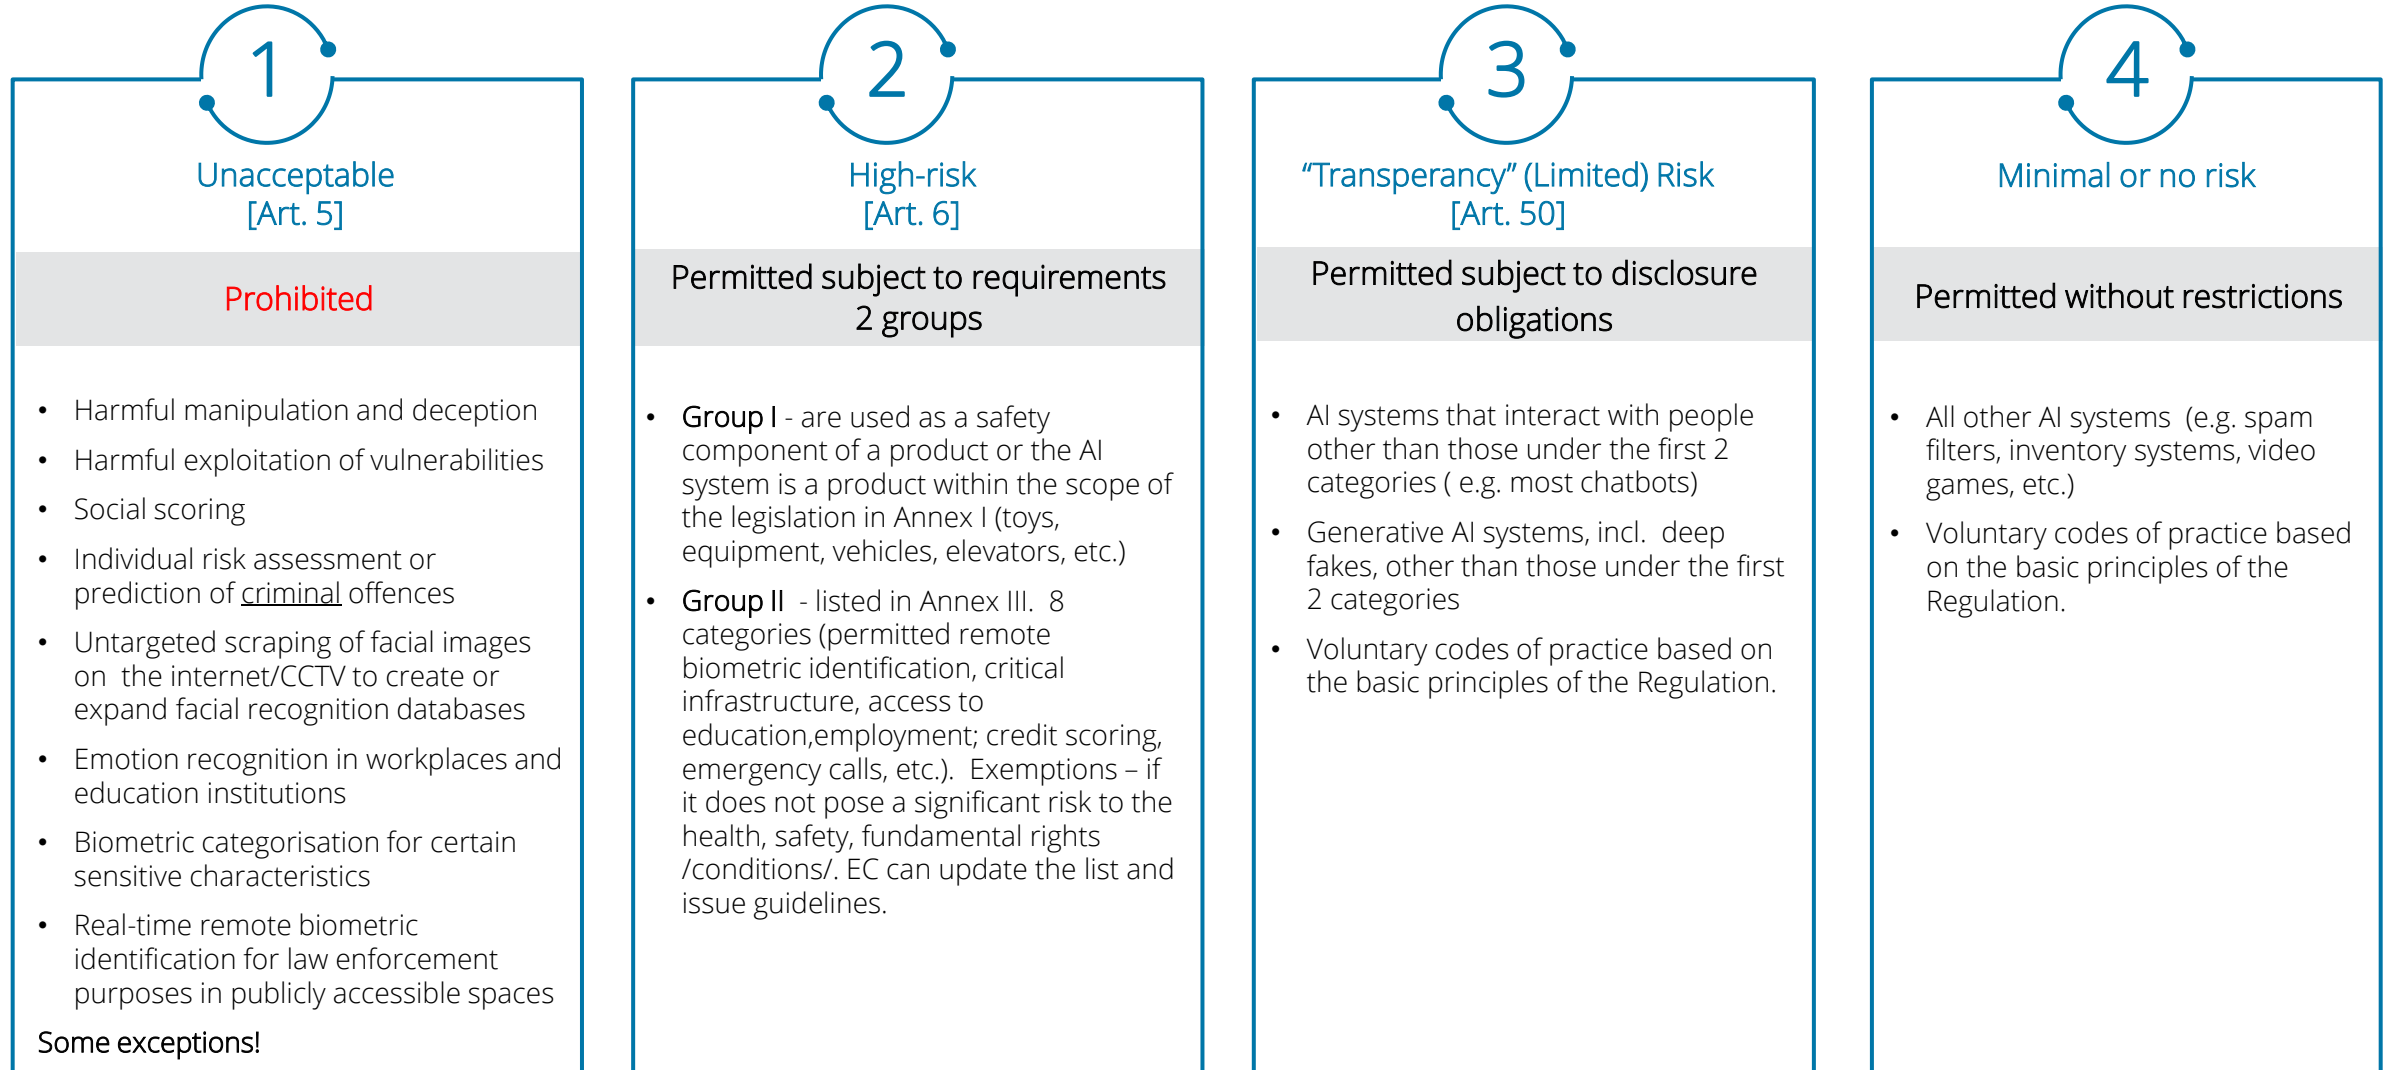 1
Unacceptable
[Art. 5]
Prohibited
• Harmful manipulation and deception
• Harmful exploitation of vulnerabilities
• Social scoring
• Individual risk assessment or
prediction of criminal offences
• Untargeted scraping of facial images
on the internet/CCTV to create or
expand facial recognition databases
• Emotion recognition in workplaces and
education institutions
• Biometric categorisation for certain
sensitive characteristics
• Real-time remote biometric
identification for law enforcement
purposes in publicly accessible spaces
Some exceptions!
2
High-risk
[Art. 6]
Permitted subject to requirements
2 groups
• Group I - are used as a safety
component of a product or the AI
system is a product within the scope of
the legislation in Annex I (toys,
equipment, vehicles, elevators, etc.)
• Group II - listed in Annex III. 8
categories (permitted remote
biometric identification, critical
infrastructure, access to
education,employment; credit scoring,
emergency calls, etc.). Exemptions – if
it does not pose a significant risk to the
health, safety, fundamental rights
/conditions/. EC can update the list and
issue guidelines.
3
“Transperancy” (Limited) Risk
[Art. 50]
Permitted subject to disclosure
obligations
• AI systems that interact with people
other than those under the first 2
categories ( e.g. most chatbots)
• Generative AI systems, incl. deep
fakes, other than those under the first
2 categories
• Voluntary codes of practice based on
the basic principles of the Regulation.
4
Minimal or no risk
Permitted without restrictions
• All other AI systems (e.g. spam
filters, inventory systems, video
games, etc.)
• Voluntary codes of practice based
on the basic principles of the
Regulation.